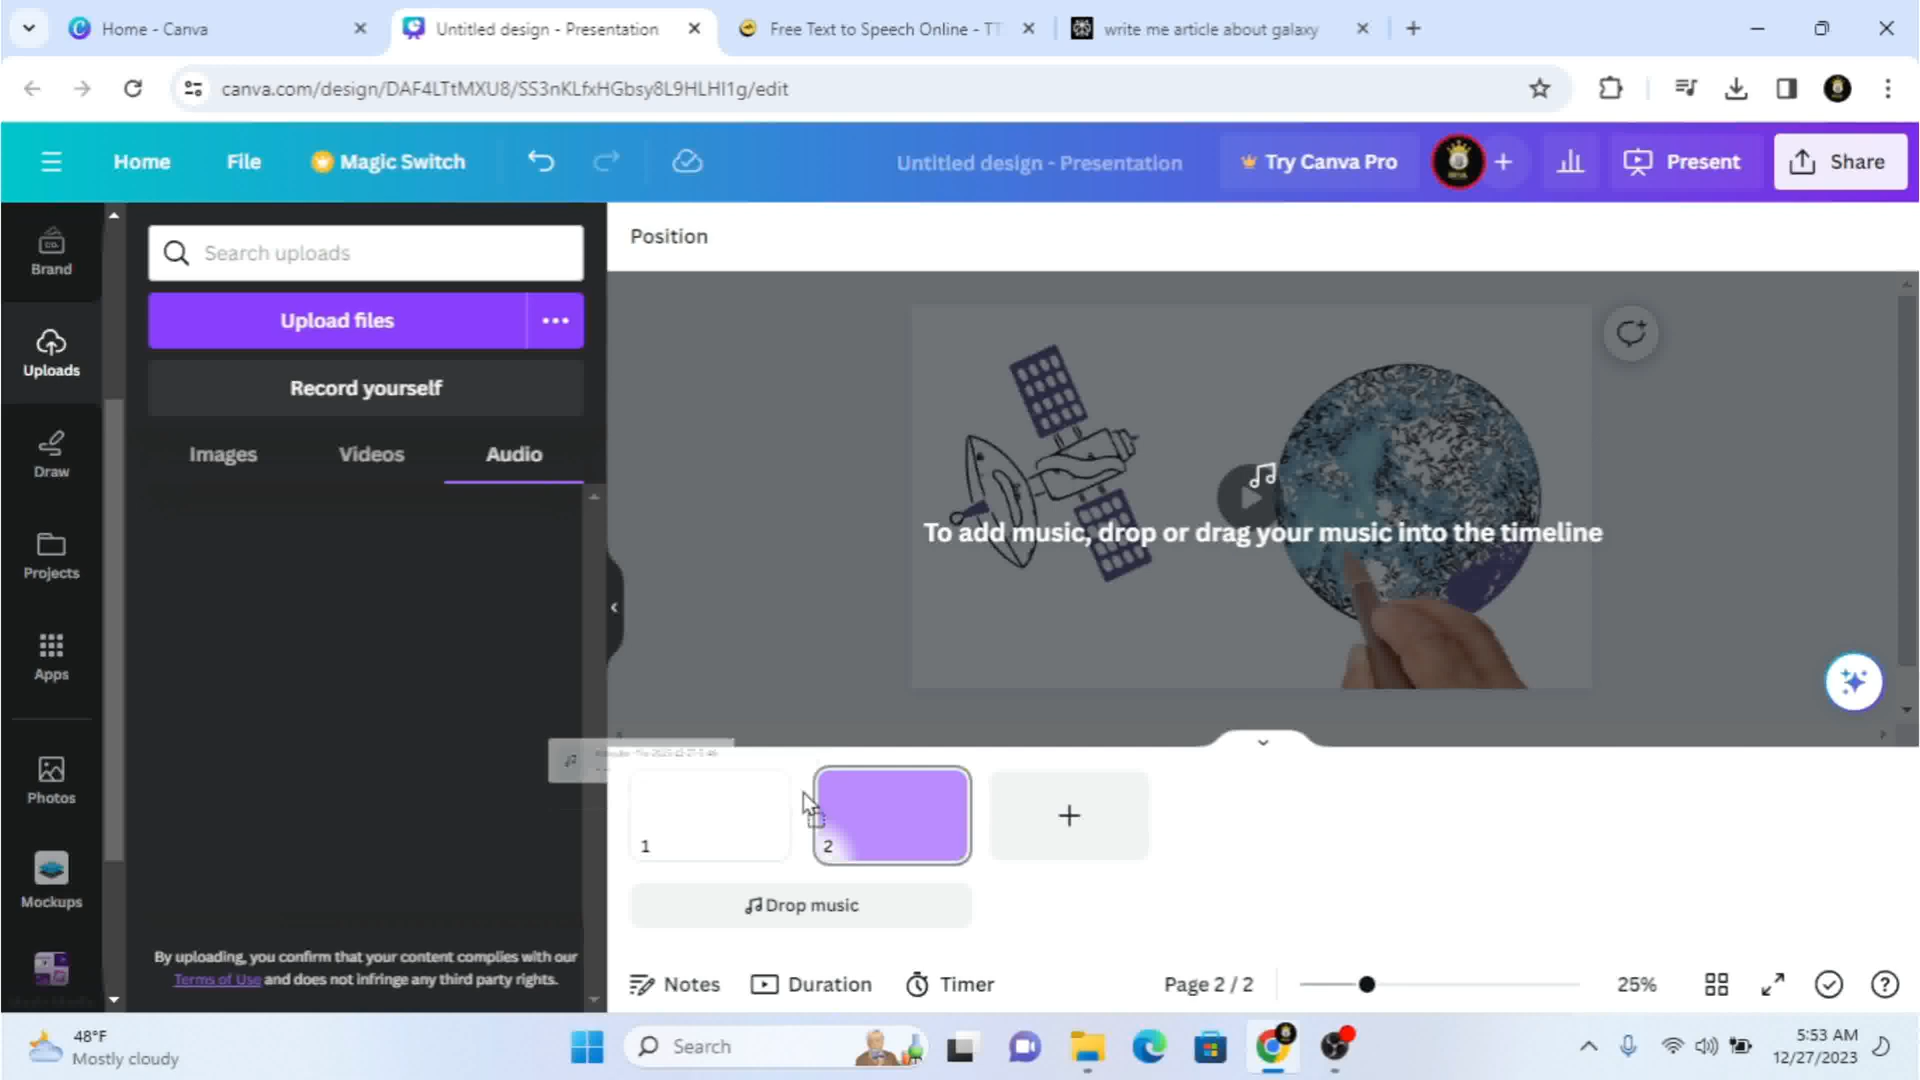 Home - Canva
Untitled design - Presentation
Free Text to Speech Online - TT
write me article about galaxy
canva.com/design/DAF4LTtMXU8/SS3nKLfxHGbsy8L9HLHI1g/edit
Home
File
Magic Switch
Untitled design - Presentation
Try Canva Pro
Present
Share
CO.
Brand
Uploads
Draw
Projects
Apps
Photos
Mockups
Search uploads
Upload files
Record yourself
Images
Videos
Audio
By uploading, you confirm that your content complies with our
Terms of Use and does not infringe any third party rights.
Position
To add music, drop or drag your music into the timeline
1
2
Drop music
Notes
Duration
Timer
Page 2 / 2
25%
48°F
Mostly cloudy
Search
5:53 AM
12/27/2023